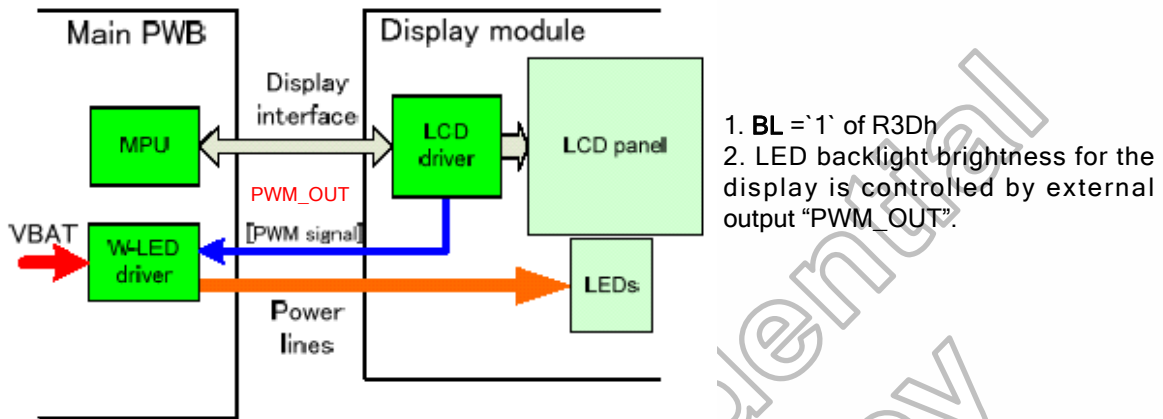 Main PWB
Display module
Display
interface
MPU
LCD
driver
LCD panel
PWM_OUT
[PWM signal]
VBAT
W-LED
driver
LEDs
Power
lines
1. BL =`1` of R3Dh
2. LED backlight brightness for the
display is controlled by external
output “PWM_OUT”.